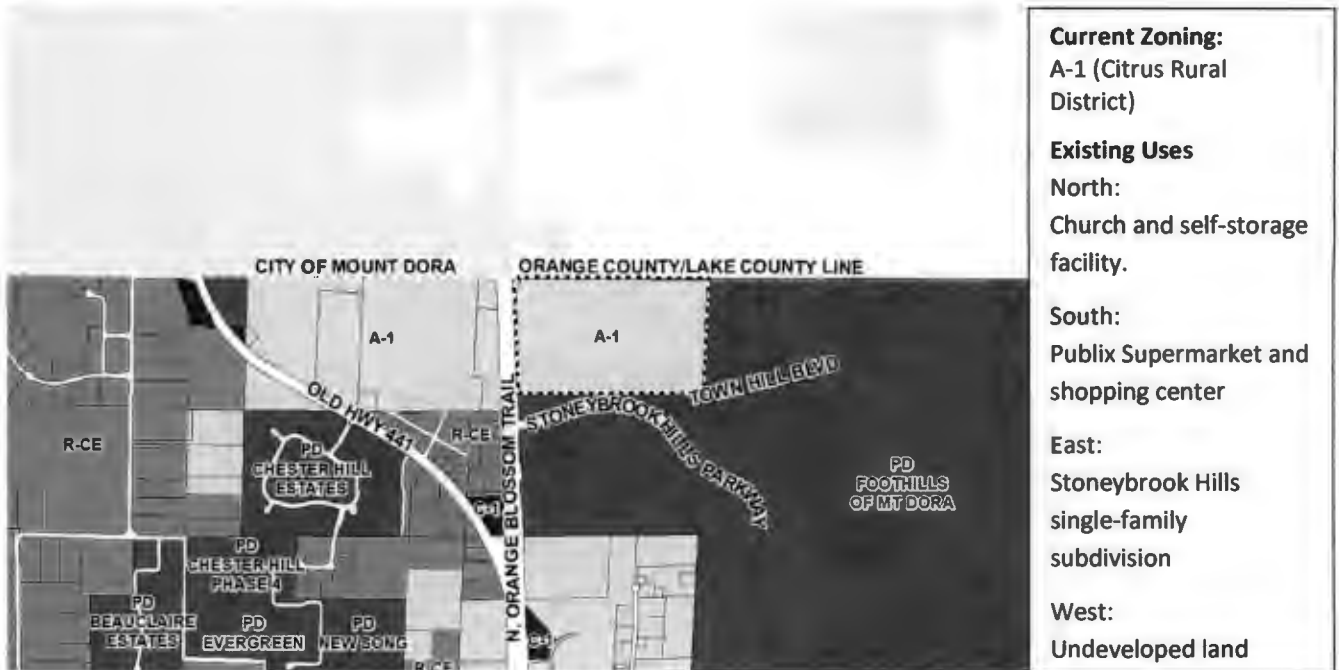 CITY OF MOUNT DORA
ORANGE COUNTY/LAKE COUNTY LINE
A-1
A-1
TOWN HILL BLVD
OLD HWY 441
N. ORANGE BLOSSOM TRAIL
STONEYBROOK HILLS PARKWAY
R-CE
R-CE
PD
CHESTER HILL
ESTATES
PD
FOOTHILLS
OF MT DORA
C-1
PD
CHESTER HILL
PHASE 4
PD
BEAUCLAIRE
ESTATES
PD
EVERGREEN
PD
NEW SONG
C-1
R-CE
Current Zoning:
A-1 (Citrus Rural
District)
Existing Uses
North:
Church and self-storage
facility.
South:
Publix Supermarket and
shopping center
East:
Stoneybrook Hills
single-family
subdivision
West:
Undeveloped land